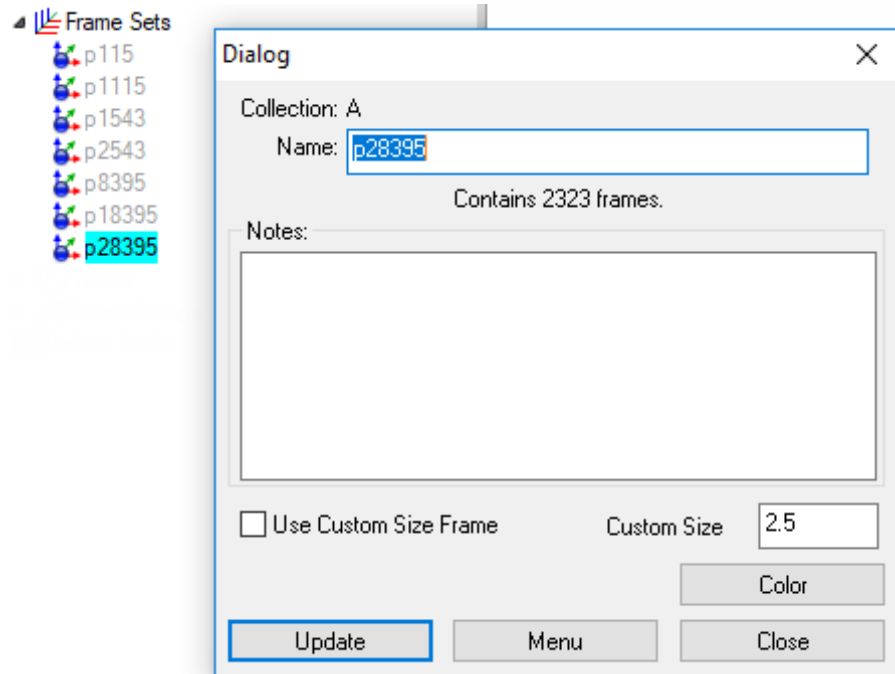 Frame Sets
p115
p1115
p1543
p2543
p8395
p18395
p28395
Dialog
Collection: A
Name: p28395
Contains 2323 frames.
Notes:
Use Custom Size Frame Custom Size 2.5
Color
Update Menu Close